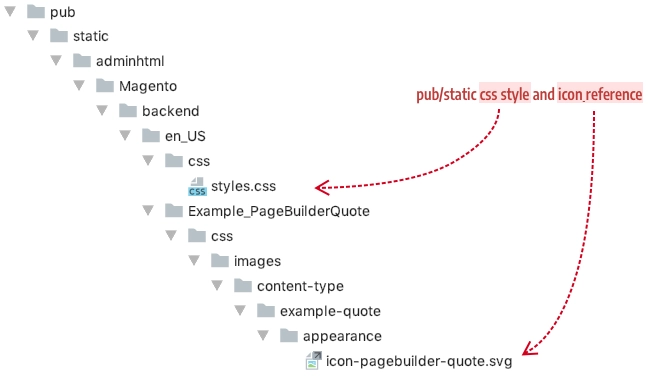 pub
static
adminhtml
Magento
pub/static css style and icon_reference
backend
en_US
css
css styles.css
Example_PageBuilderQuote
css
images
content-type
example-quote
appearance
icon-pagebuilder-quote.svg